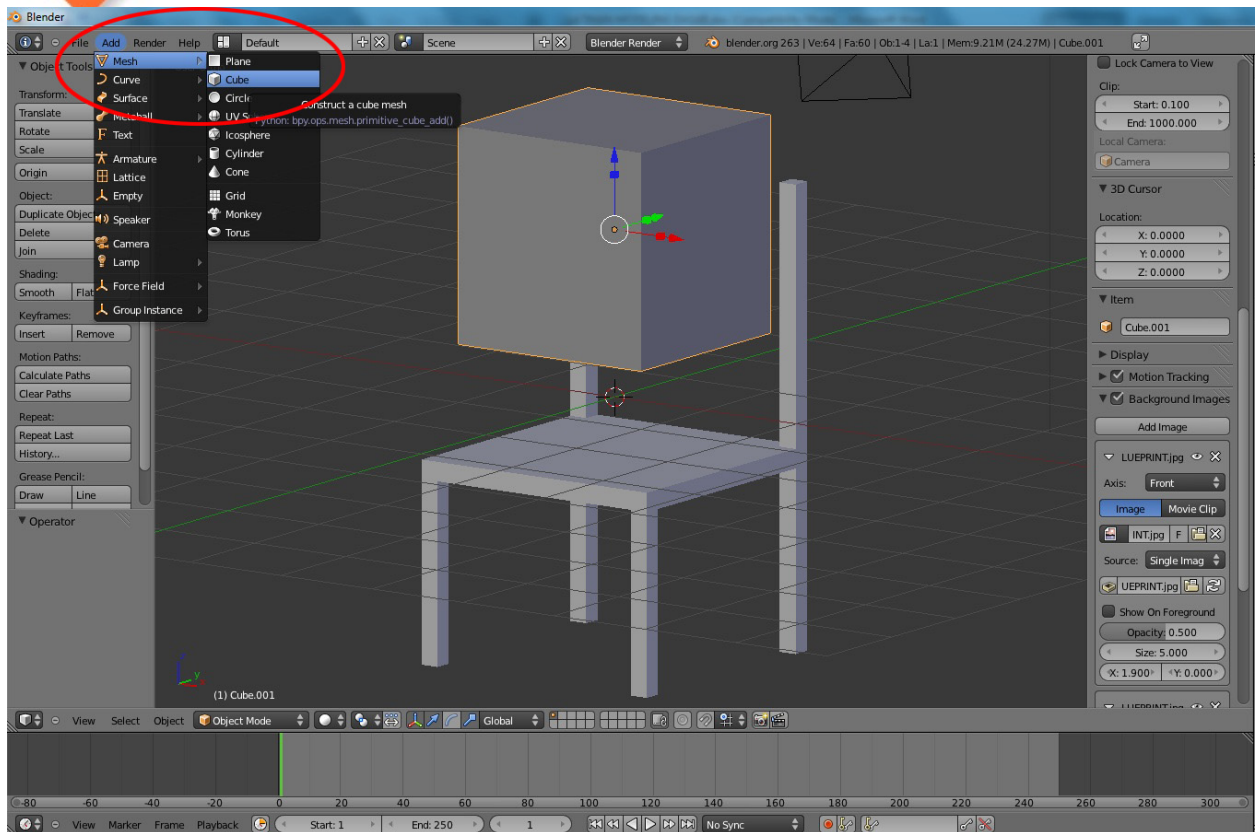 Blender
File Add Render Help Default Scene Blender Render blender.org 263 | Ve:64 | Fa:60 | Ob:1-4 | La:1 | Mem:9.21M (24.27M) | Cube.001
Object Tools
Transform:
Translate
Rotate
Scale
Origin
Object:
Duplicate Objec
Delete
Join
Shading:
Smooth Flat
Keyframes:
Insert Remove
Motion Paths:
Calculate Paths
Clear Paths
Repeat:
Repeat Last
History...
Grease Pencil:
Draw Line
Operator
Mesh
Curve
Surface
Metaball
Text
Armature
Lattice
Empty
Speaker
Camera
Lamp
Force Field
Group Instance
Plane
Cube
Circle
UV S
Icosphere
Cylinder
Cone
Grid
Monkey
Torus
Construct a cube mesh
Python: bpy.ops.mesh.primitive_cube_add()
y
(1) Cube.001
Lock Camera to View
Clip:
Start: 0.100
End: 1000.000
Local Camera:
Camera
3D Cursor
Location:
X: 0.0000
Y: 0.0000
Z: 0.0000
Item
Cube.001
Display
Motion Tracking
Background Images
Add Image
LUEPRINT.jpg
Axis: Front
Image Movie Clip
INT.jpg F
Source: Single Imag
UEPRINT.jpg
Show On Foreground
Opacity: 0.500
Size: 5.000
X: 1.900 Y: 0.000
View Select Object Object Mode Global
-80 -60 -40 -20 0 20 40 60 80 100 120 140 160 180 200 220 240 260 280 300
View Marker Frame Playback Start: 1 End: 250 1 No Sync